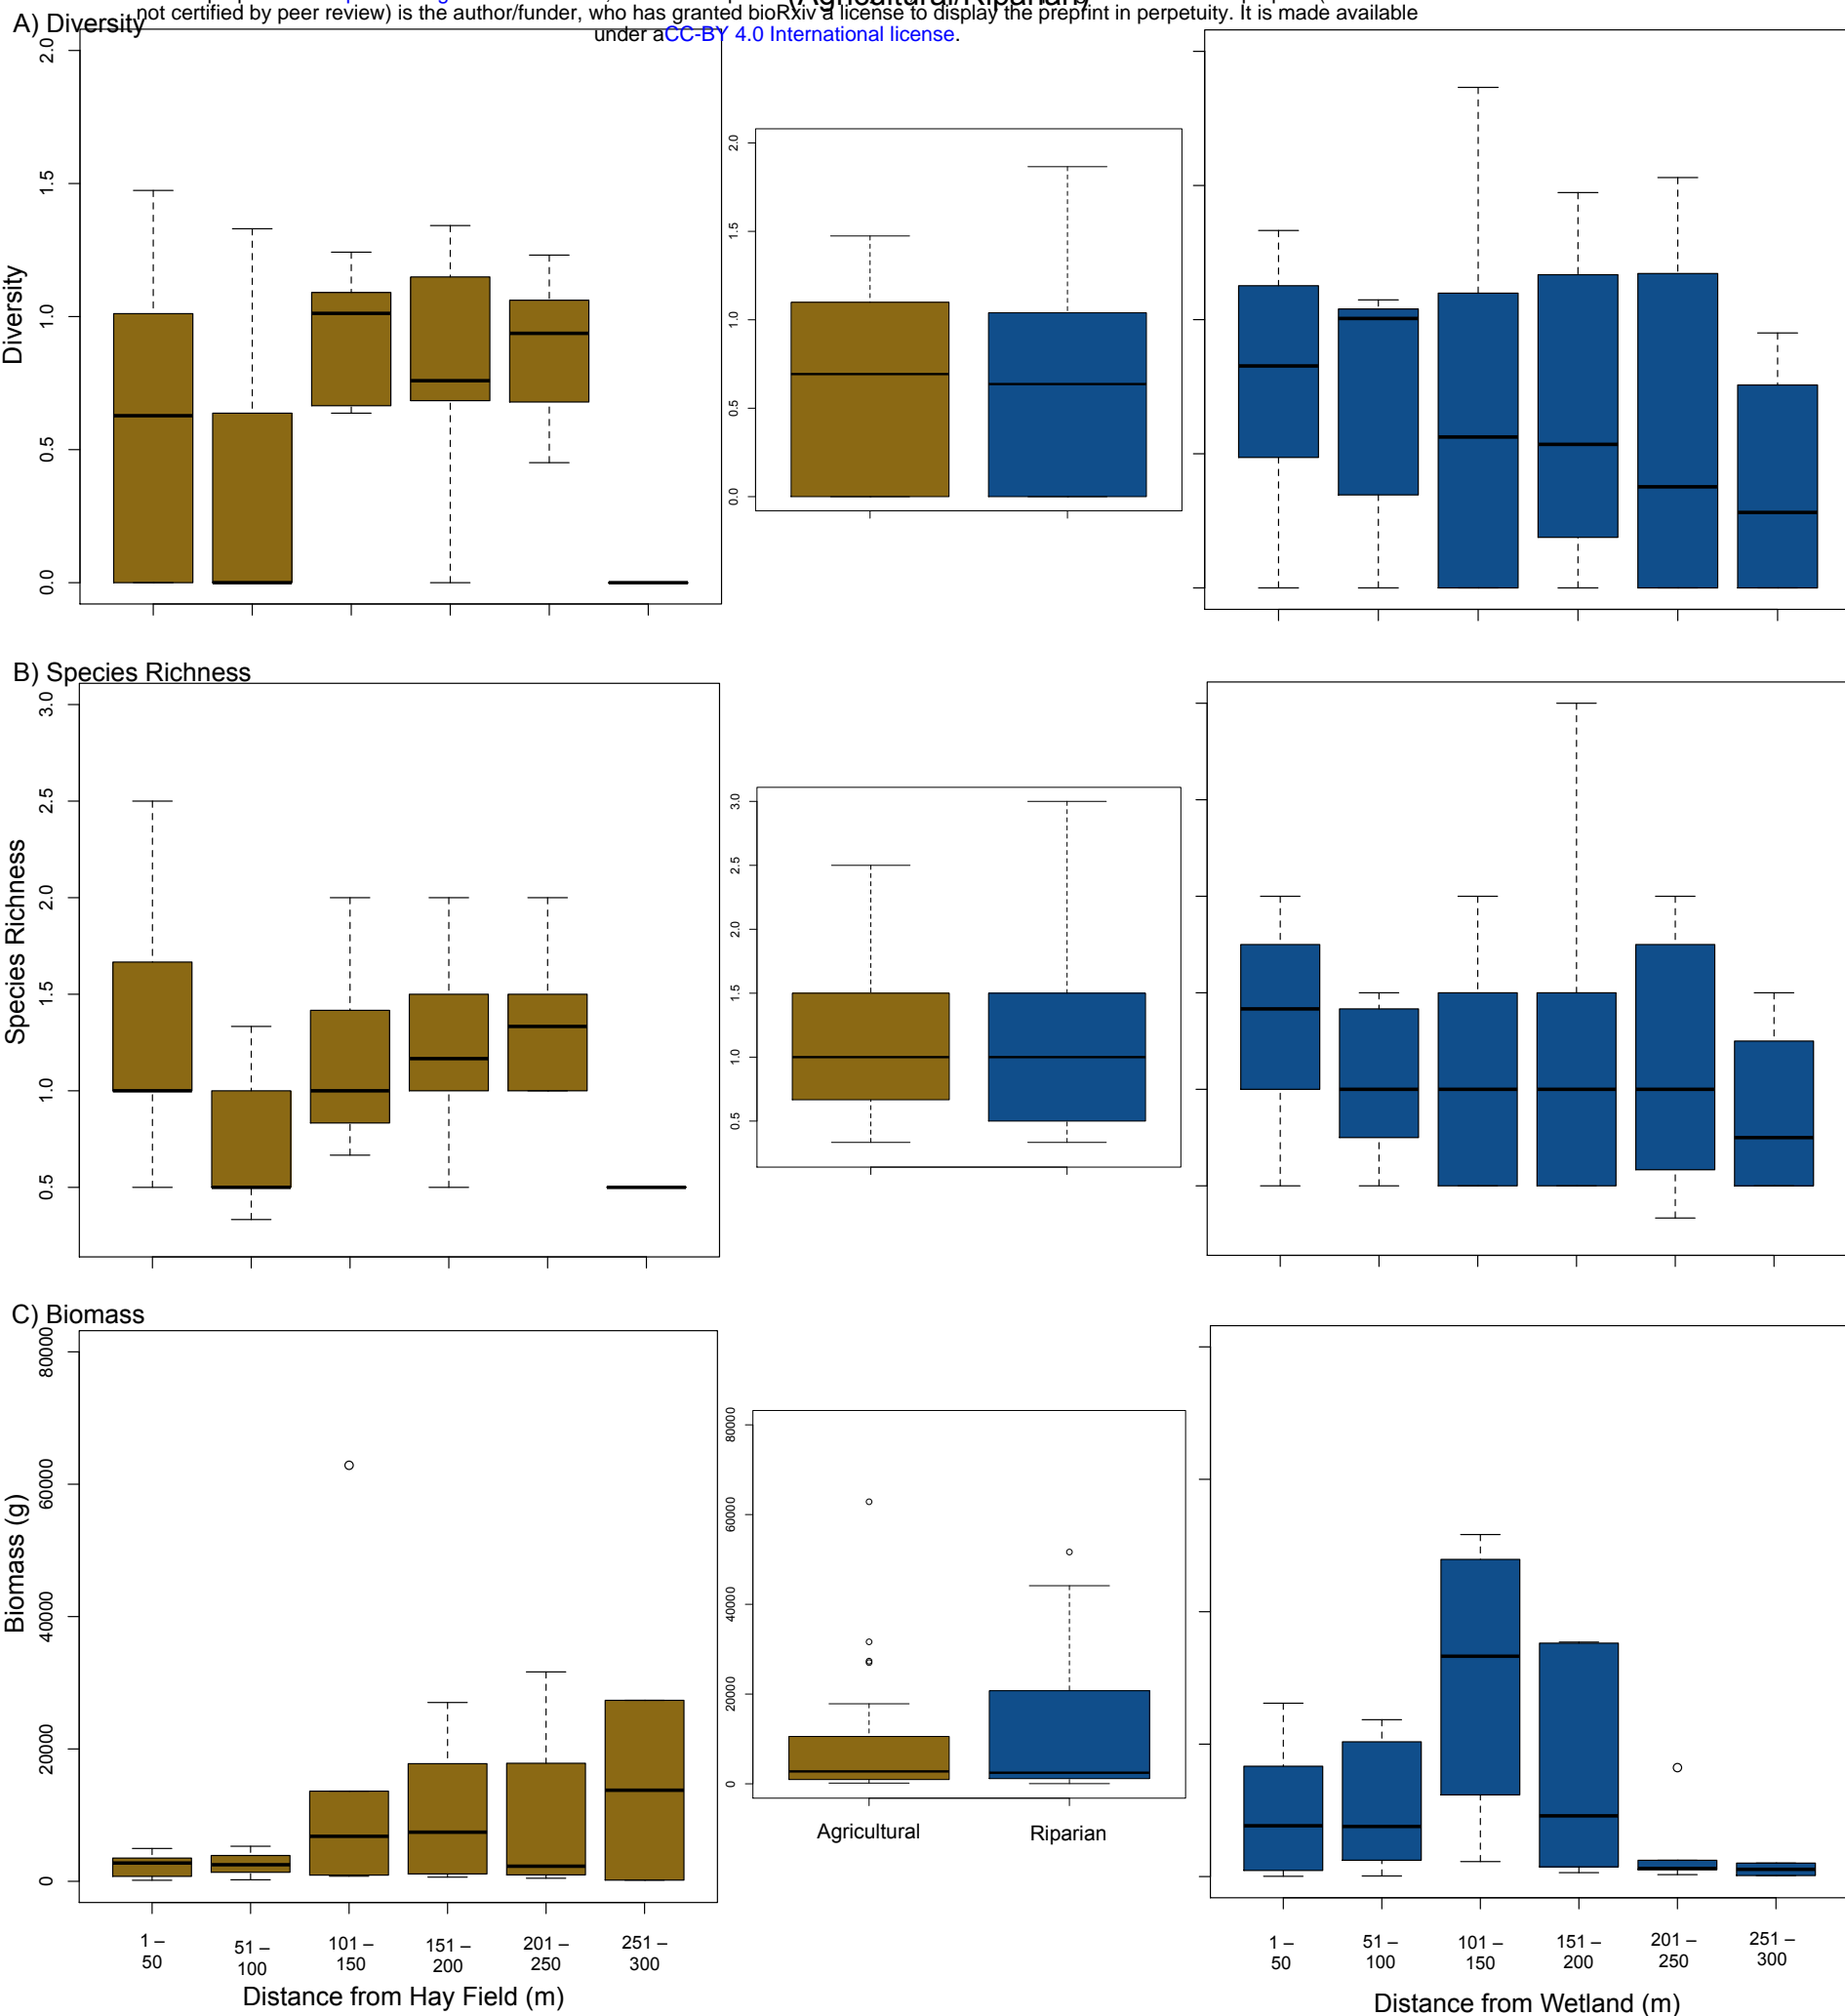 not certified by peer review) is the author/funder, who has granted bioRxiv a license to display the preprint in perpetuity. It is made available
under aCC-BY 4.0 International license.
(Agricultural/Riparian)
A) Diversity
Diversity
0.0 0.5 1.0 1.5 2.0
0.0 0.5 1.0 1.5 2.0
B) Species Richness
Species Richness
0.5 1.0 1.5 2.0 2.5 3.0
0.5 1.0 1.5 2.0 2.5 3.0
C) Biomass
Biomass (g)
0 20000 40000 60000 80000
0 20000 40000 60000 80000
Agricultural Riparian
1 – 51 – 101 – 151 – 201 – 251 –
50 100 150 200 250 300
Distance from Hay Field (m)
1 – 51 – 101 – 151 – 201 – 251 –
50 100 150 200 250 300
Distance from Wetland (m)